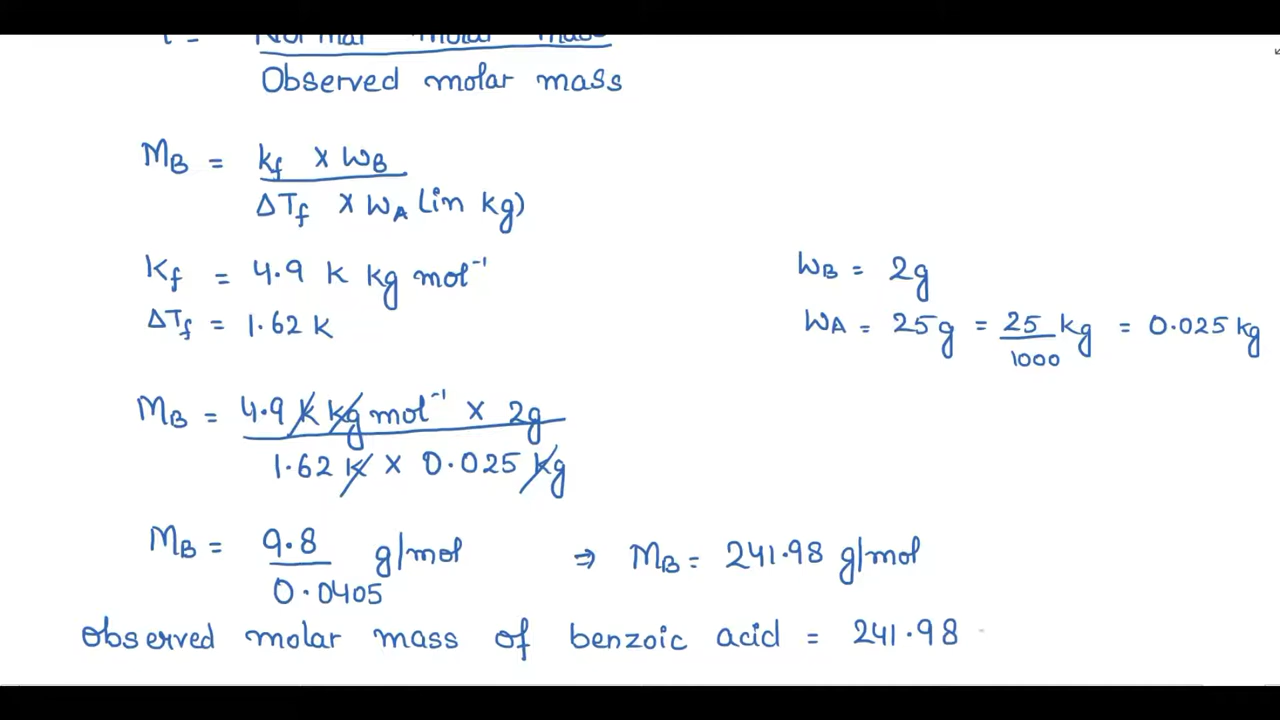 i = Normal molar mass
Observed molar mass
MB = kf × WB
ΔTf × WA (in kg)
Kf = 4.9 K kg mol⁻¹
WB = 2g
ΔTf = 1.62 K
WA = 25g = 25/1000 kg = 0.025 kg
MB = 4.9 K kg mol⁻¹ × 2g
1.62 K × 0.025 kg
MB = 9.8/0.0405 g/mol ⇒ MB = 241.98 g/mol
Observed molar mass of benzoic acid = 241.98